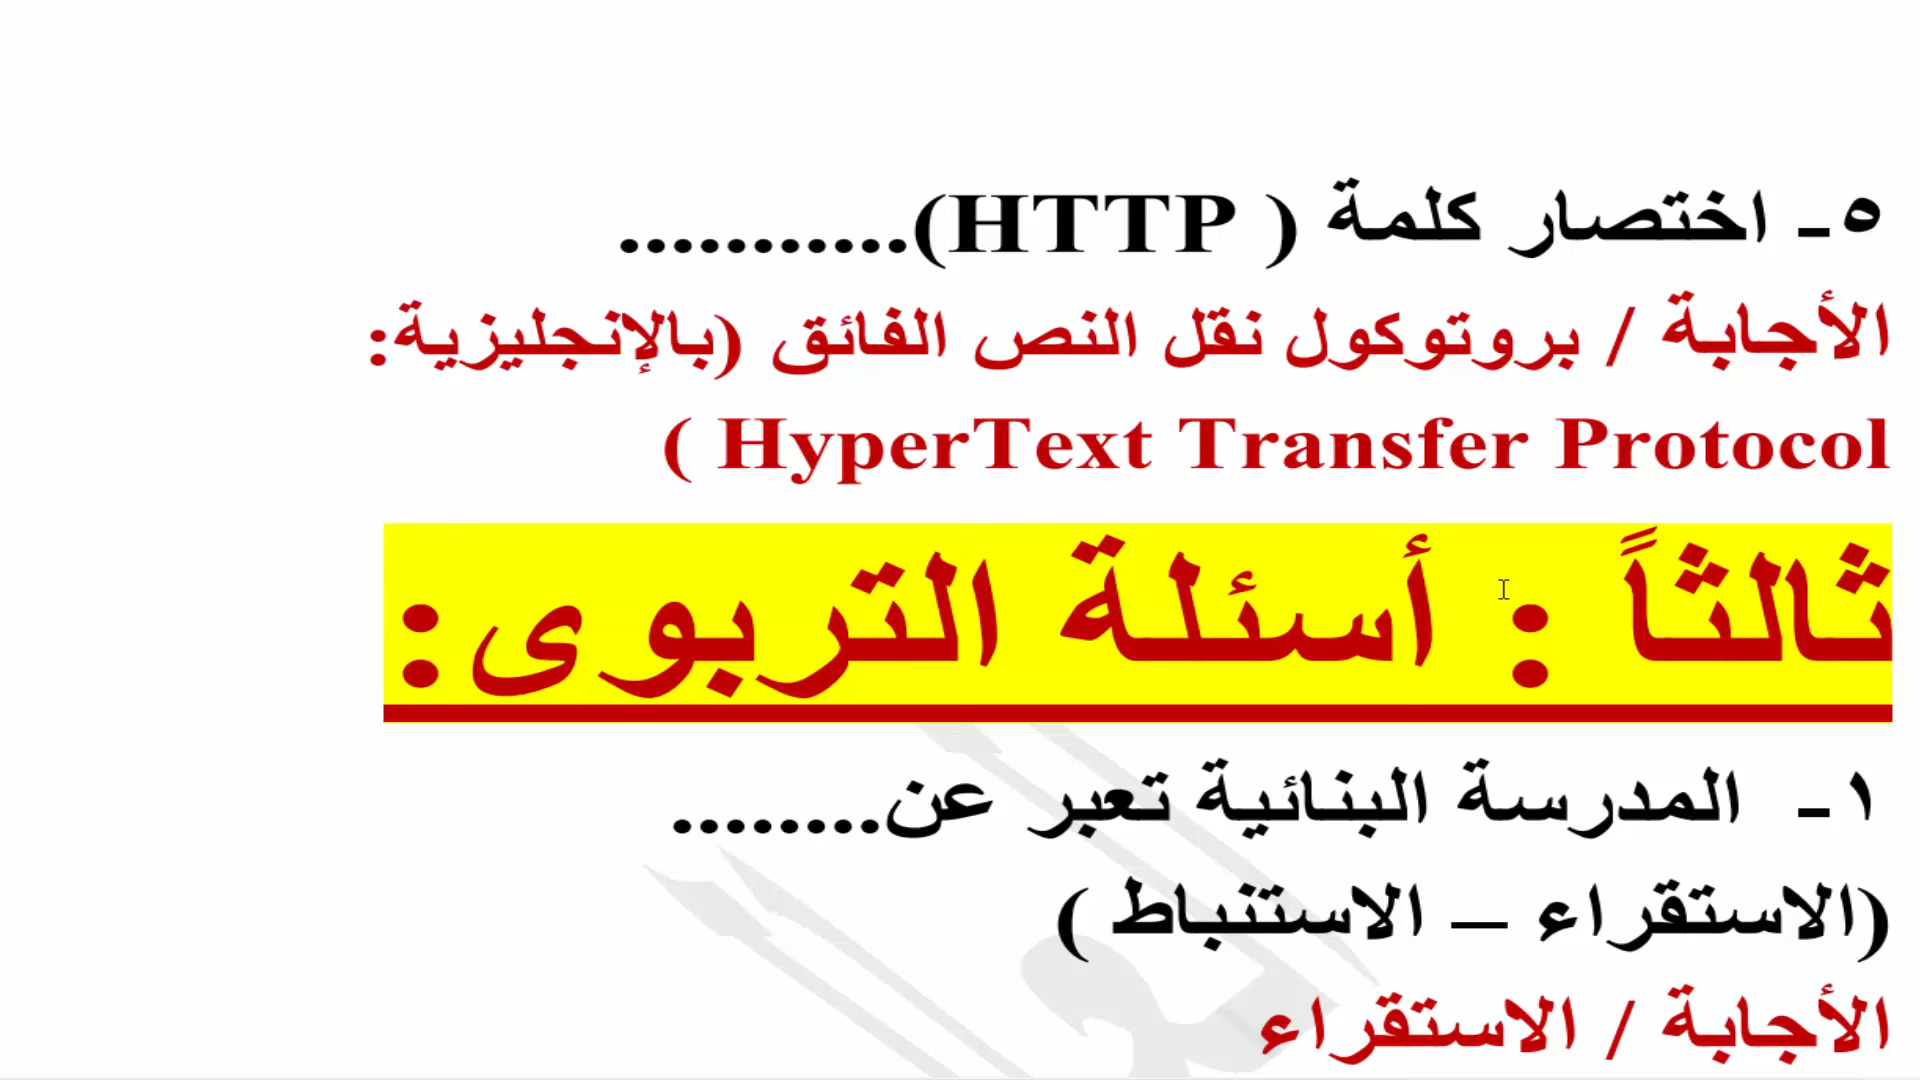 ٥- اختصار كلمة ( HTTP)...........
الأجابة / بروتوكول نقل النص الفائق (بالإنجليزية:
HyperText Transfer Protocol )
ثالثاً : أسئلة التربوى:
١- المدرسة البنائية تعبر عن........
(الاستقراء – الاستنباط )
الأجابة / الاستقراء